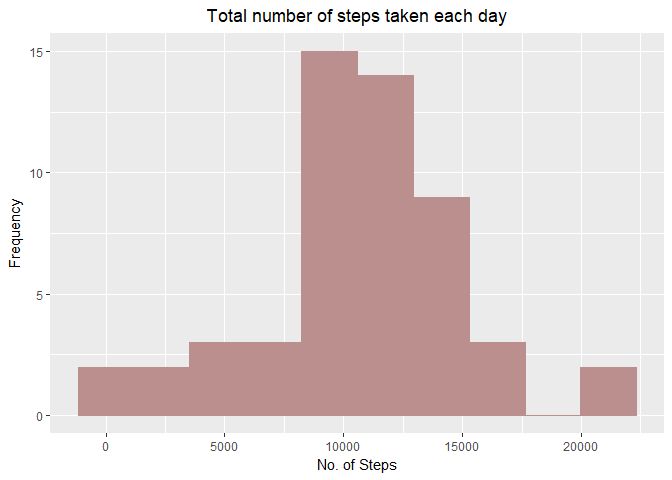 Total number of steps taken each day
15
10
5
0
Frequency
0 5000 10000 15000 20000
No. of Steps